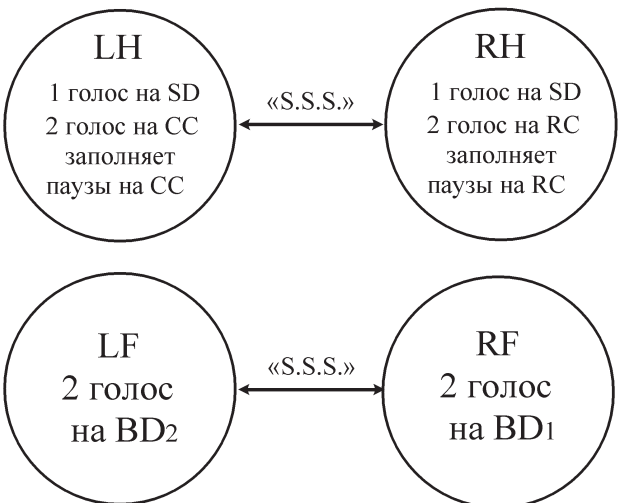 LH
1 голос на SD
2 голос на CC
заполняет
паузы на CC
«S.S.S.»
RH
1 голос на SD
2 голос на RC
заполняет
паузы на RC
LF
2 голос
на BD2
«S.S.S.»
RF
2 голос
на BD1